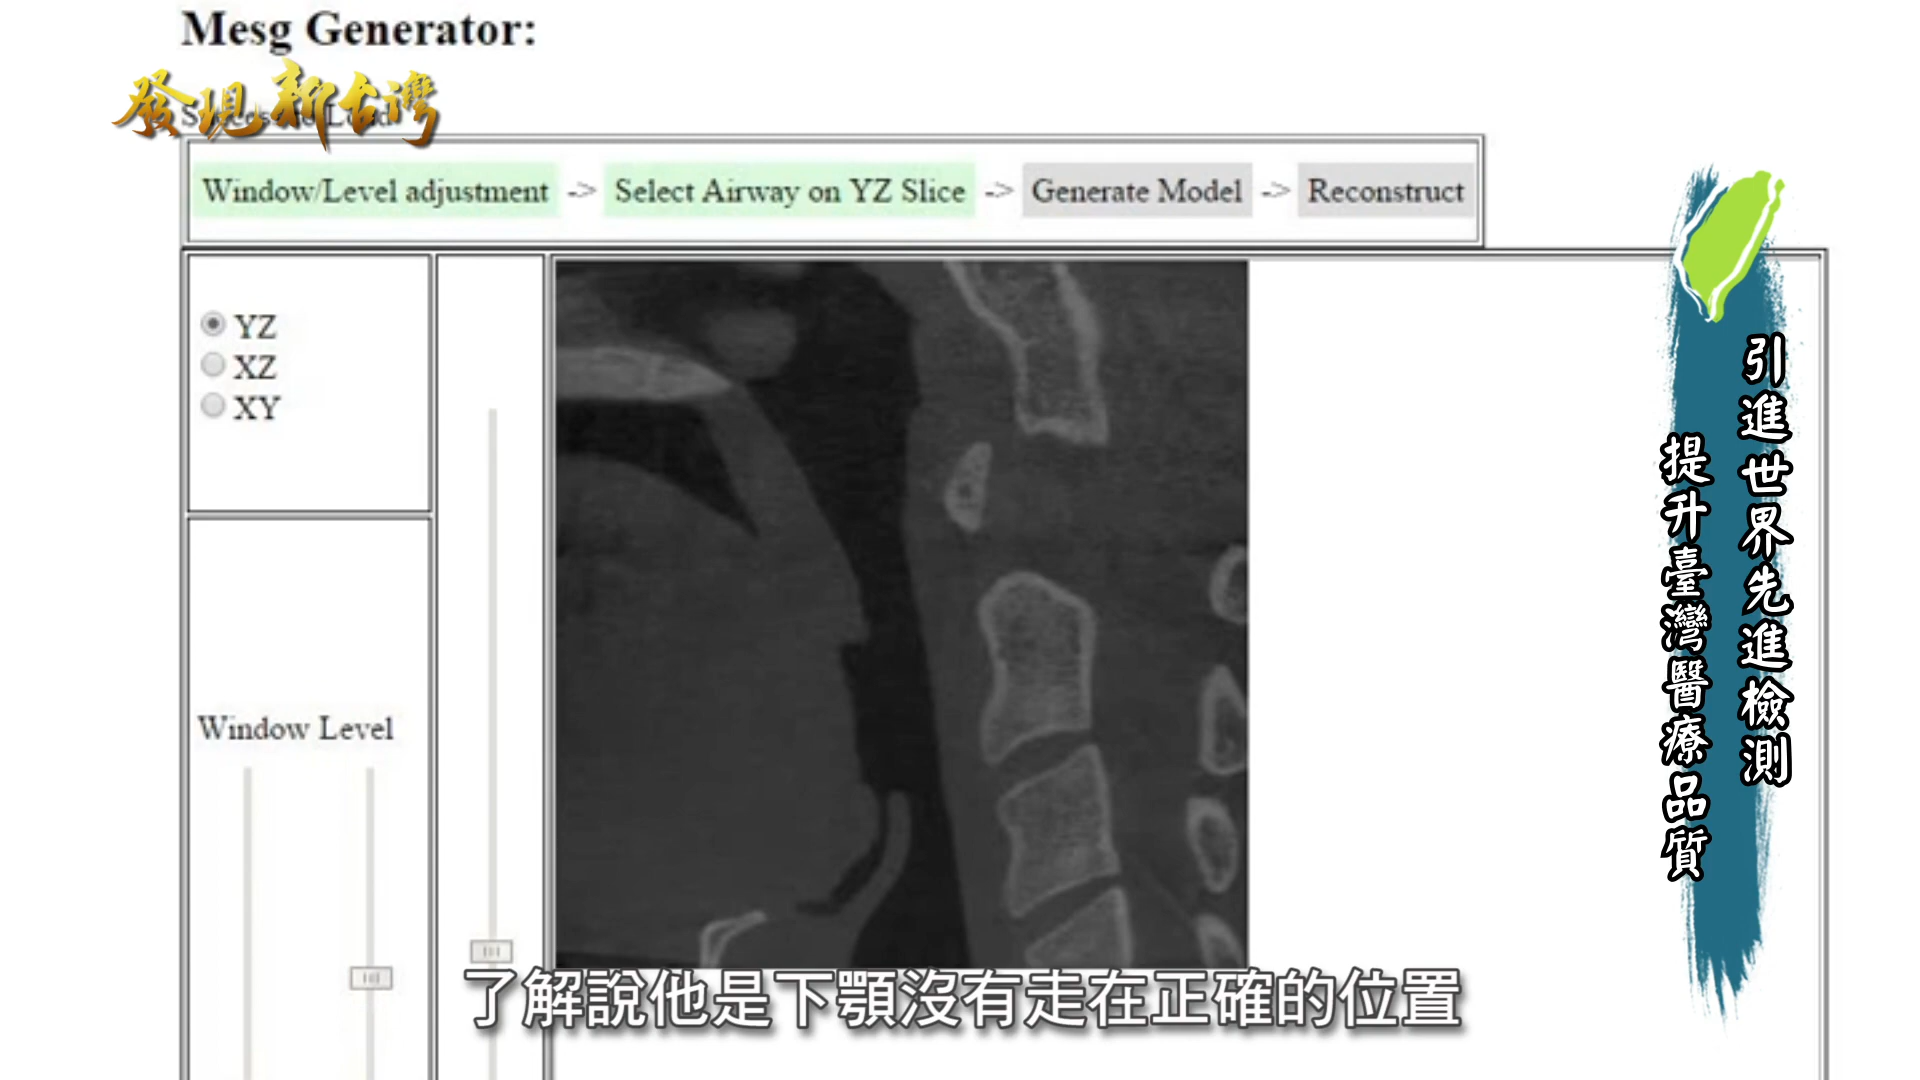 Mesg Generator:
發現新台灣
Window/Level adjustment -> Select Airway on YZ Slice -> Generate Model -> Reconstruct
YZ
XZ
XY
Window Level
引進世界先進檢測
提升臺灣醫療品質
了解說他是下顎沒有走在正確的位置